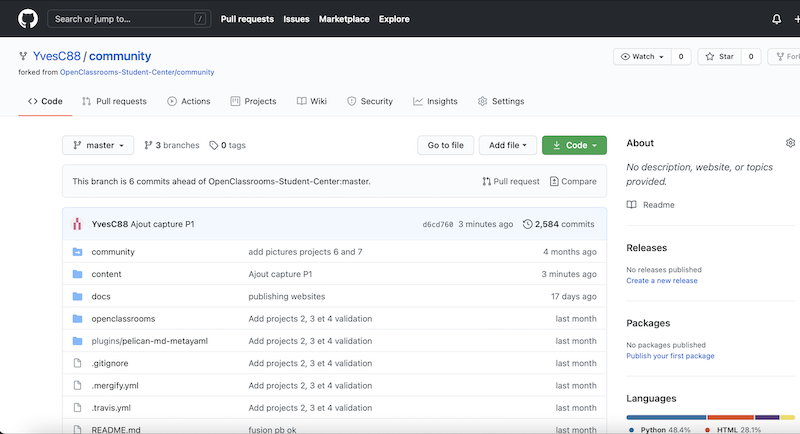 Search or jump to... / Pull requests Issues Marketplace Explore
YvesC88 / community Watch 0 Star 0
forked from OpenClassrooms-Student-Center/community
Code Pull requests Actions Projects Wiki Security Insights Settings
master 3 branches 0 tags Go to file Add file Code
This branch is 6 commits ahead of OpenClassrooms-Student-Center:master. Pull request Compare
YvesC88 Ajout capture P1 d6cd760 3 minutes ago 2,584 commits
community add pictures projects 6 and 7 4 months ago
content Ajout capture P1 3 minutes ago
docs publishing websites 17 days ago
openclassrooms Add projects 2, 3 et 4 validation last month
plugins/pelican-md-metayaml Add projects 2, 3 et 4 validation last month
.gitignore Add projects 2, 3 et 4 validation last month
.mergify.yml Add projects 2, 3 et 4 validation last month
.travis.yml Add projects 2, 3 et 4 validation last month
README.md fusion pb ok last month
About
No description, website, or topics
provided.
Readme
Releases
No releases published
Create a new release
Packages
No packages published
Publish your first package
Languages
Python 48.4% HTML 28.1%